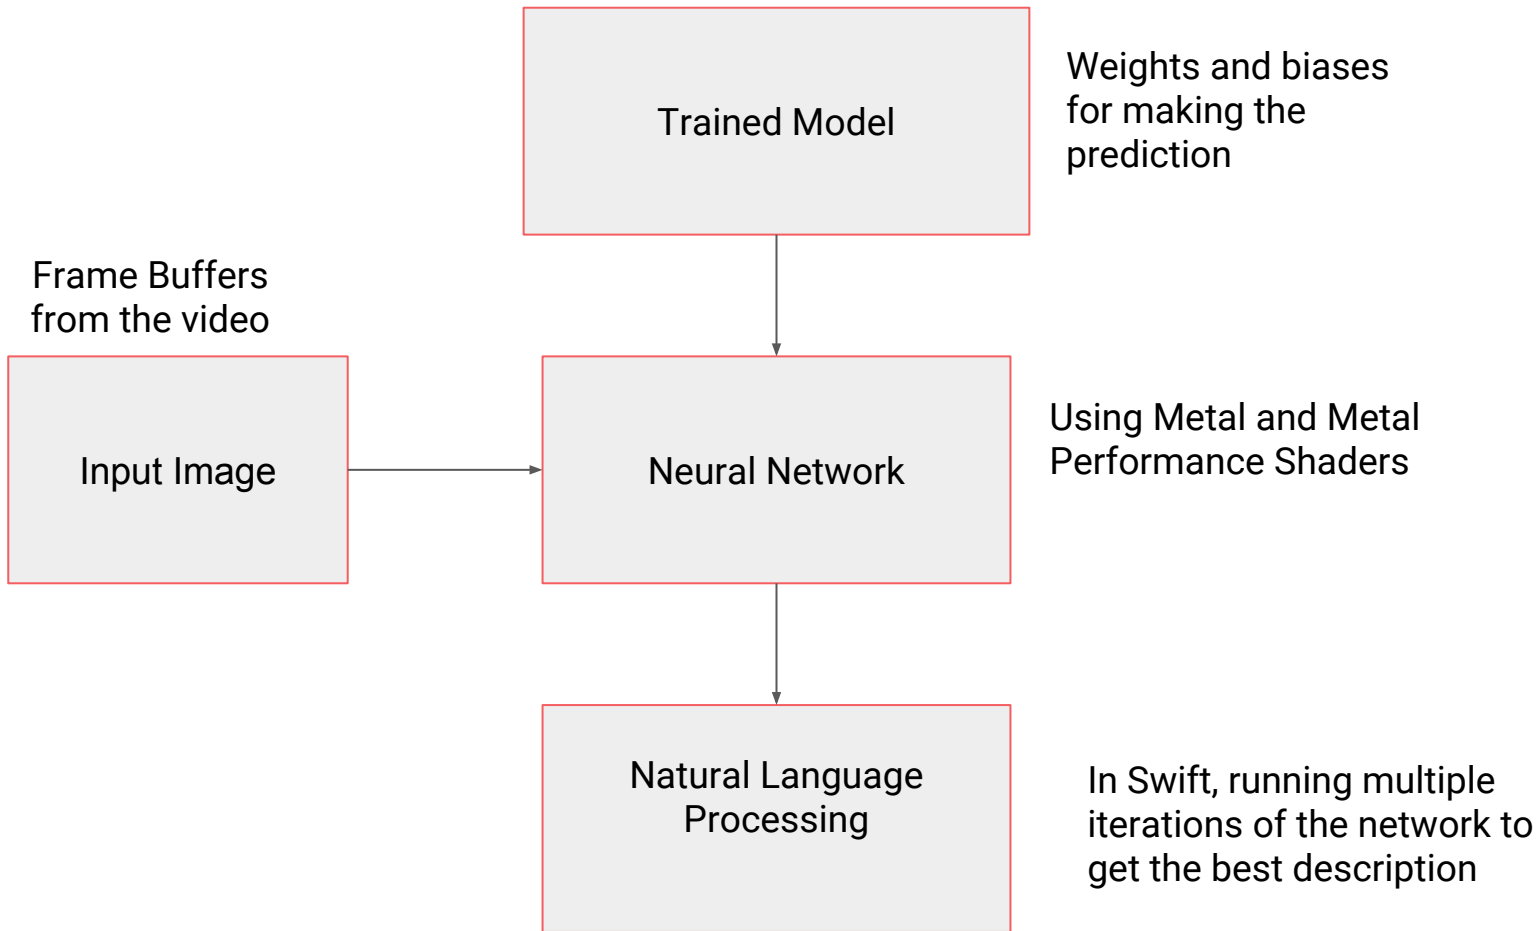 Trained Model
Weights and biases
for making the
prediction
Frame Buffers
from the video
Input Image
Neural Network
Using Metal and Metal
Performance Shaders
Natural Language
Processing
In Swift, running multiple
iterations of the network to
get the best description